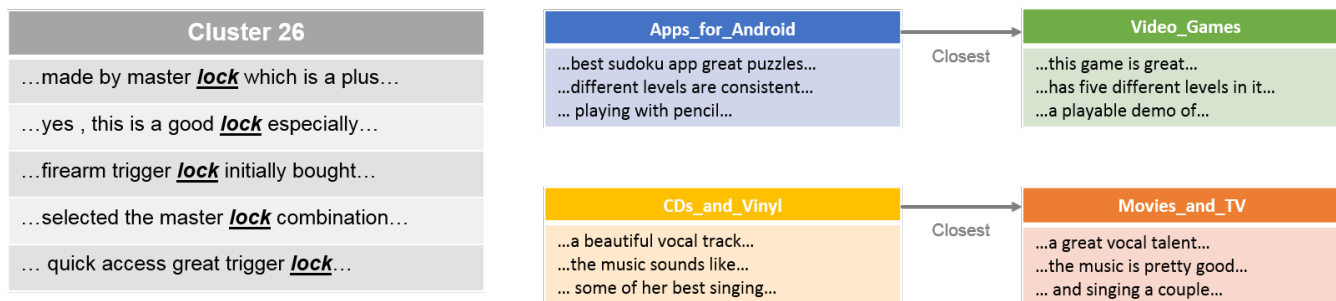 Cluster 26
...made by master lock which is a plus...
...yes , this is a good lock especially...
...firearm trigger lock initially bought...
...selected the master lock combination...
... quick access great trigger lock...
Apps_for_Android
...best sudoku app great puzzles...
...different levels are consistent...
... playing with pencil...
Closest
Video_Games
...this game is great...
...has five different levels in it...
...a playable demo of...
CDs_and_Vinyl
...a beautiful vocal track...
...the music sounds like...
... some of her best singing...
Closest
Movies_and_TV
...a great vocal talent...
...the music is pretty good...
... and singing a couple...